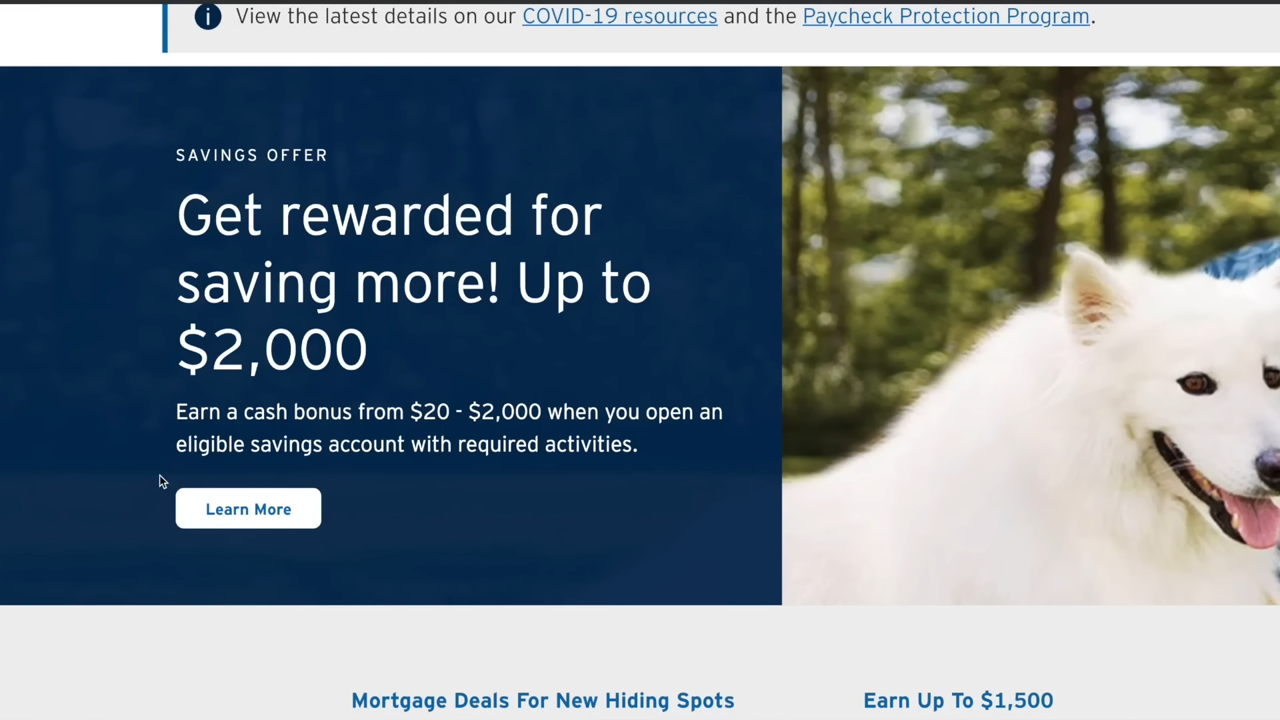 View the latest details on our COVID-19 resources and the Paycheck Protection Program.
SAVINGS OFFER
Get rewarded for
saving more! Up to
$2,000
Earn a cash bonus from $20 - $2,000 when you open an
eligible savings account with required activities.
Learn More
Mortgage Deals For New Hiding Spots
Earn Up To $1,500